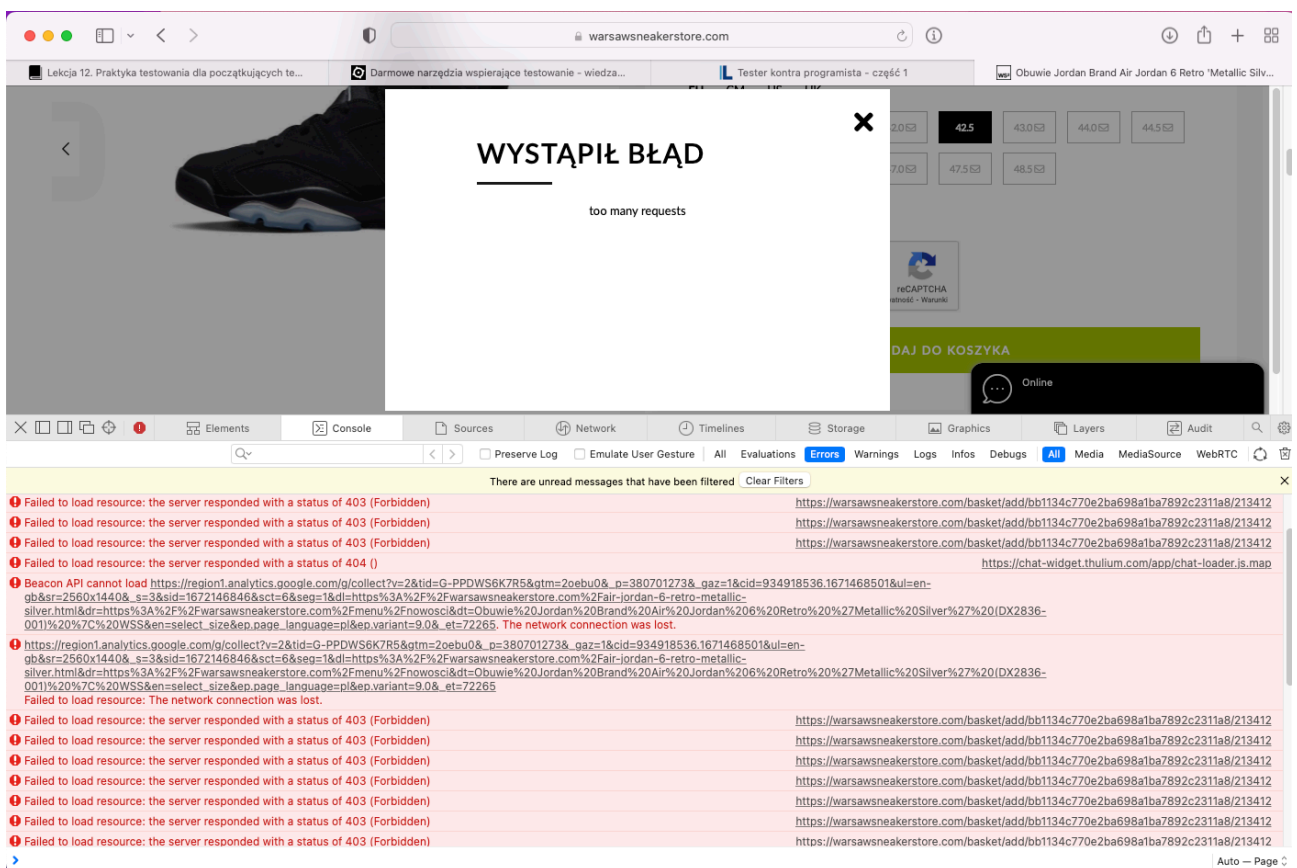 warsawsneakerstore.com
Lekcja 12. Praktyka testowania dla początkujących te...
Darmowe narzędzia wspierające testowanie - wiedza...
Tester kontra programista - część 1
Obuwie Jordan Brand Air Jordan 6 Retro 'Metallic Silv...
42.5
43.0
44.0
44.5
WYSTĄPIŁ BŁĄD
47.5
48.5
too many requests
reCAPTCHA
DAJ DO KOSZYKA
Online
Elements
Console
Sources
Network
Timelines
Storage
Graphics
Layers
Audit
Preserve Log
Emulate User Gesture
All Evaluations Errors Warnings Logs Infos Debugs
All Media MediaSource WebRTC
There are unread messages that have been filtered Clear Filters
Failed to load resource: the server responded with a status of 403 (Forbidden) https://warsawsneakerstore.com/basket/add/bb1134c770e2ba698a1ba7892c2311a8/213412
Failed to load resource: the server responded with a status of 403 (Forbidden) https://warsawsneakerstore.com/basket/add/bb1134c770e2ba698a1ba7892c2311a8/213412
Failed to load resource: the server responded with a status of 403 (Forbidden) https://warsawsneakerstore.com/basket/add/bb1134c770e2ba698a1ba7892c2311a8/213412
Failed to load resource: the server responded with a status of 404 () https://chat-widget.thulium.com/app/chat-loader.js.map
Beacon API cannot load https://region1.analytics.google.com/g/collect?v=2&tid=G-PPDWS6K7R5&gtm=2oebu0&_p=380701273&_gaz=1&cid=934918536.1671468501&ul=en-
gb&sr=2560x1440&_s=3&sid=1672146846&sct=6&seg=1&dl=https%3A%2F%2Fwarsawsneakerstore.com%2Fair-jordan-6-retro-metallic-
silver.html&dr=https%3A%2F%2Fwarsawsneakerstore.com%2Fmenu%2Fnowosci&dt=Obuwie%20Jordan%20Brand%20Air%20Jordan%206%20Retro%20%27Metallic%20Silver%27%20(DX2836-
001)%20%7C%20WSS&en=select_size&ep.page_language=pl&ep.variant=9.0&_et=72265. The network connection was lost.
https://region1.analytics.google.com/g/collect?v=2&tid=G-PPDWS6K7R5&gtm=2oebu0&_p=380701273&_gaz=1&cid=934918536.1671468501&ul=en-
gb&sr=2560x1440&_s=3&sid=1672146846&sct=6&seg=1&dl=https%3A%2F%2Fwarsawsneakerstore.com%2Fair-jordan-6-retro-metallic-
silver.html&dr=https%3A%2F%2Fwarsawsneakerstore.com%2Fmenu%2Fnowosci&dt=Obuwie%20Jordan%20Brand%20Air%20Jordan%206%20Retro%20%27Metallic%20Silver%27%20(DX2836-
001)%20%7C%20WSS&en=select_size&ep.page_language=pl&ep.variant=9.0&_et=72265
Failed to load resource: The network connection was lost.
Failed to load resource: the server responded with a status of 403 (Forbidden) https://warsawsneakerstore.com/basket/add/bb1134c770e2ba698a1ba7892c2311a8/213412
Failed to load resource: the server responded with a status of 403 (Forbidden) https://warsawsneakerstore.com/basket/add/bb1134c770e2ba698a1ba7892c2311a8/213412
Failed to load resource: the server responded with a status of 403 (Forbidden) https://warsawsneakerstore.com/basket/add/bb1134c770e2ba698a1ba7892c2311a8/213412
Failed to load resource: the server responded with a status of 403 (Forbidden) https://warsawsneakerstore.com/basket/add/bb1134c770e2ba698a1ba7892c2311a8/213412
Failed to load resource: the server responded with a status of 403 (Forbidden) https://warsawsneakerstore.com/basket/add/bb1134c770e2ba698a1ba7892c2311a8/213412
Failed to load resource: the server responded with a status of 403 (Forbidden) https://warsawsneakerstore.com/basket/add/bb1134c770e2ba698a1ba7892c2311a8/213412
Failed to load resource: the server responded with a status of 403 (Forbidden) https://warsawsneakerstore.com/basket/add/bb1134c770e2ba698a1ba7892c2311a8/213412
Auto — Page